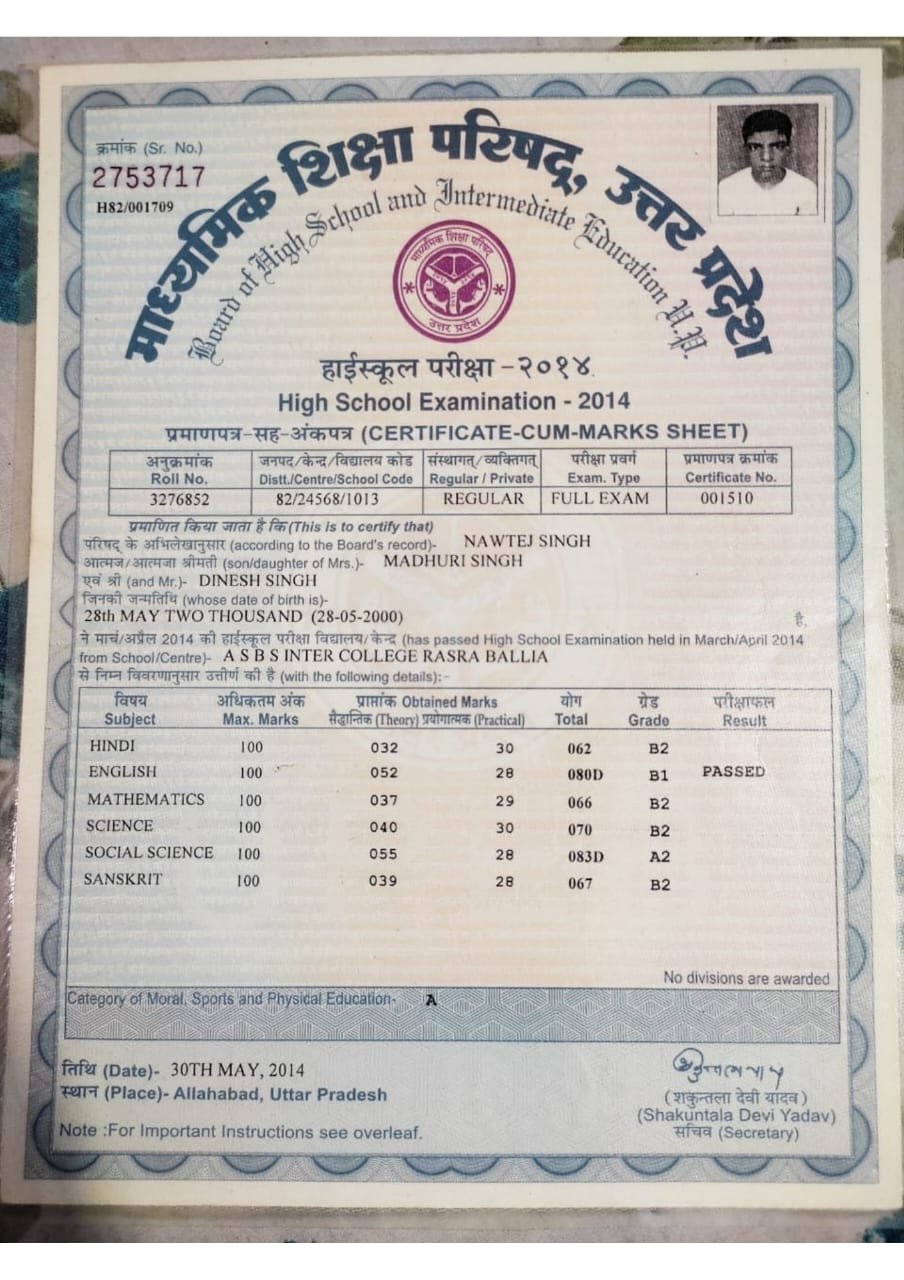 क्रमांक (Sr. No.)
2753717
H82/001709
माध्यमिक शिक्षा परिषद्, उत्तर प्रदेश
Board of High School and Intermediate Education U.P.
माध्यमिक शिक्षा परिषद्
उत्तर प्रदेश
हाईस्कूल परीक्षा - २०१४
High School Examination - 2014
प्रमाणपत्र-सह-अंकपत्र (CERTIFICATE-CUM-MARKS SHEET)
अनुक्रमांक जनपद/केन्द्र/विद्यालय कोड संस्थागत/व्यक्तिगत् परीक्षा प्रवर्ग प्रमाणपत्र क्रमांक
Roll No. Distt./Centre/School Code Regular / Private Exam. Type Certificate No.
3276852 82/24568/1013 REGULAR FULL EXAM 001510
प्रमाणित किया जाता है कि (This is to certify that)
परिषद् के अभिलेखानुसार (according to the Board's record)- NAWTEJ SINGH
आत्मज/आत्मजा श्रीमती (son/daughter of Mrs.)- MADHURI SINGH
एवं श्री (and Mr.)- DINESH SINGH
जिनकी जन्मतिथि (whose date of birth is)-
28th MAY TWO THOUSAND (28-05-2000) है,
ने मार्च/अप्रैल 2014 की हाईस्कूल परीक्षा विद्यालय/केन्द्र (has passed High School Examination held in March/April 2014
from School/Centre)- A S B S INTER COLLEGE RASRA BALLIA
से निम्न विवरणानुसार उत्तीर्ण की है (with the following details):-
विषय अधिकतम अंक प्राप्तांक Obtained Marks योग ग्रेड परीक्षाफल
Subject Max. Marks सैद्धान्तिक (Theory) प्रयोगात्मक (Practical) Total Grade Result
HINDI 100 032 30 062 B2
ENGLISH 100 052 28 080D B1 PASSED
MATHEMATICS 100 037 29 066 B2
SCIENCE 100 040 30 070 B2
SOCIAL SCIENCE 100 055 28 083D A2
SANSKRIT 100 039 28 067 B2
No divisions are awarded
Category of Moral, Sports and Physical Education- A
तिथि (Date)- 30TH MAY, 2014
स्थान (Place)- Allahabad, Uttar Pradesh
(शकुन्तला देवी यादव)
(Shakuntala Devi Yadav)
सचिव (Secretary)
Note :For Important Instructions see overleaf.